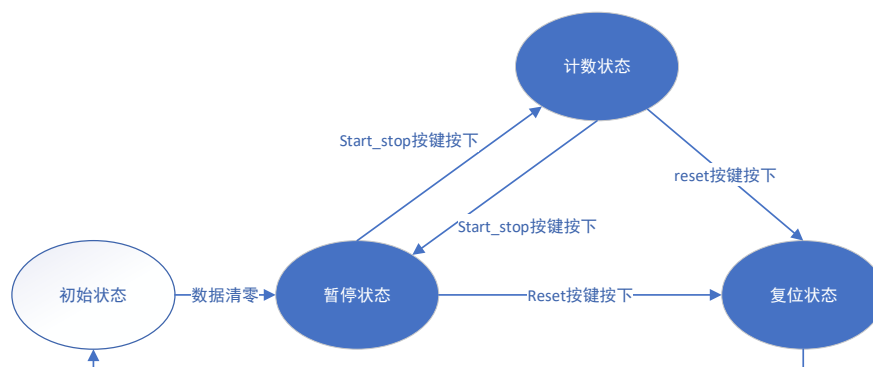 计数状态
Start_stop按键按下
reset按键按下
Start_stop按键按下
初始状态
数据清零
暂停状态
Reset按键按下
复位状态